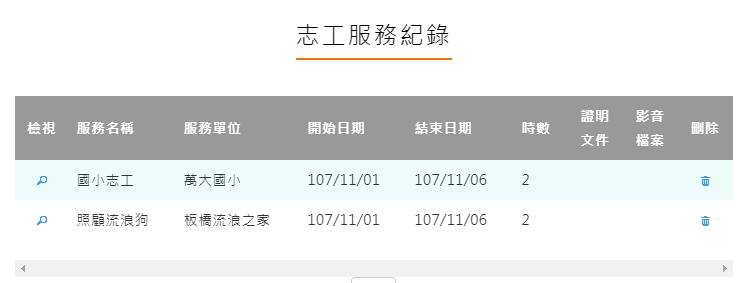 志工服務紀錄
檢視 服務名稱 服務單位 開始日期 結束日期 時數 證明文件 影音檔案 刪除
國小志工 萬大國小 107/11/01 107/11/06 2
照顧流浪狗 板橋流浪之家 107/11/01 107/11/06 2